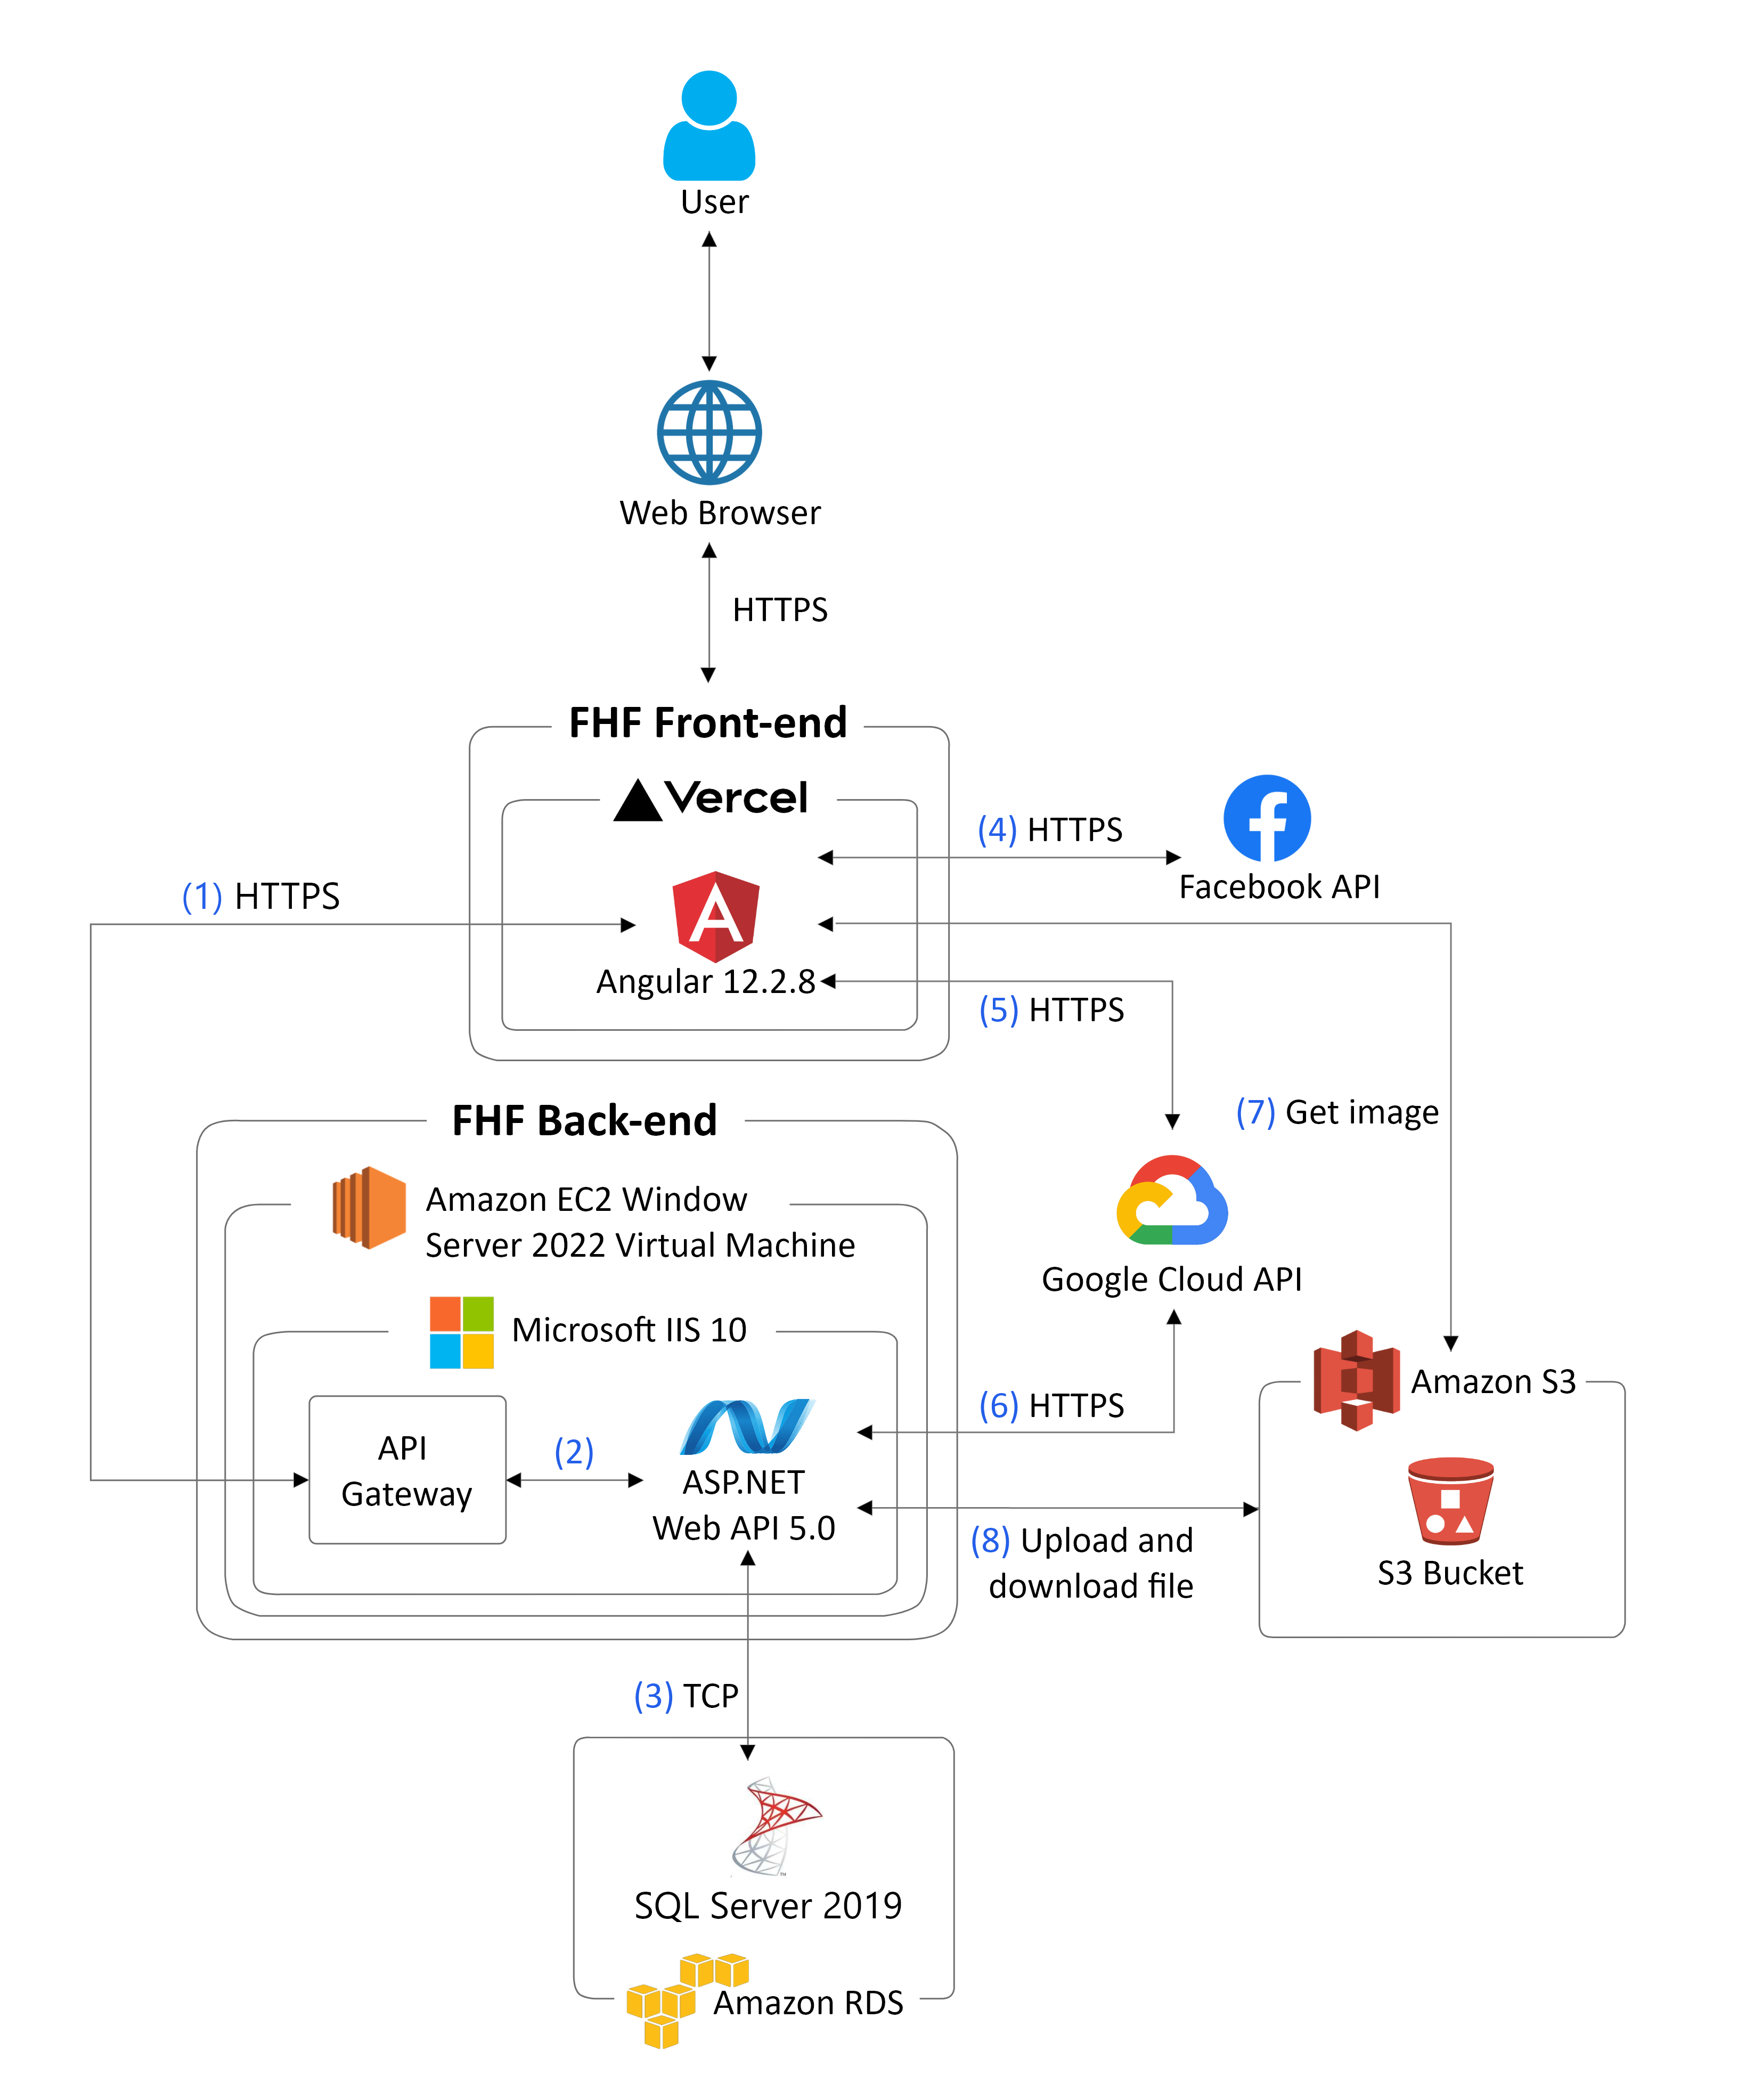 User
Web Browser
HTTPS
FHF Front-end
Vercel
(4) HTTPS
Facebook API
(1) HTTPS
Angular 12.2.8
(5) HTTPS
(7) Get image
FHF Back-end
Amazon EC2 Window
Server 2022 Virtual Machine
Google Cloud API
Microsoft IIS 10
Amazon S3
(6) HTTPS
API
Gateway
(2)
ASP.NET
Web API 5.0
(8) Upload and
download file
S3 Bucket
(3) TCP
SQL Server 2019
Amazon RDS